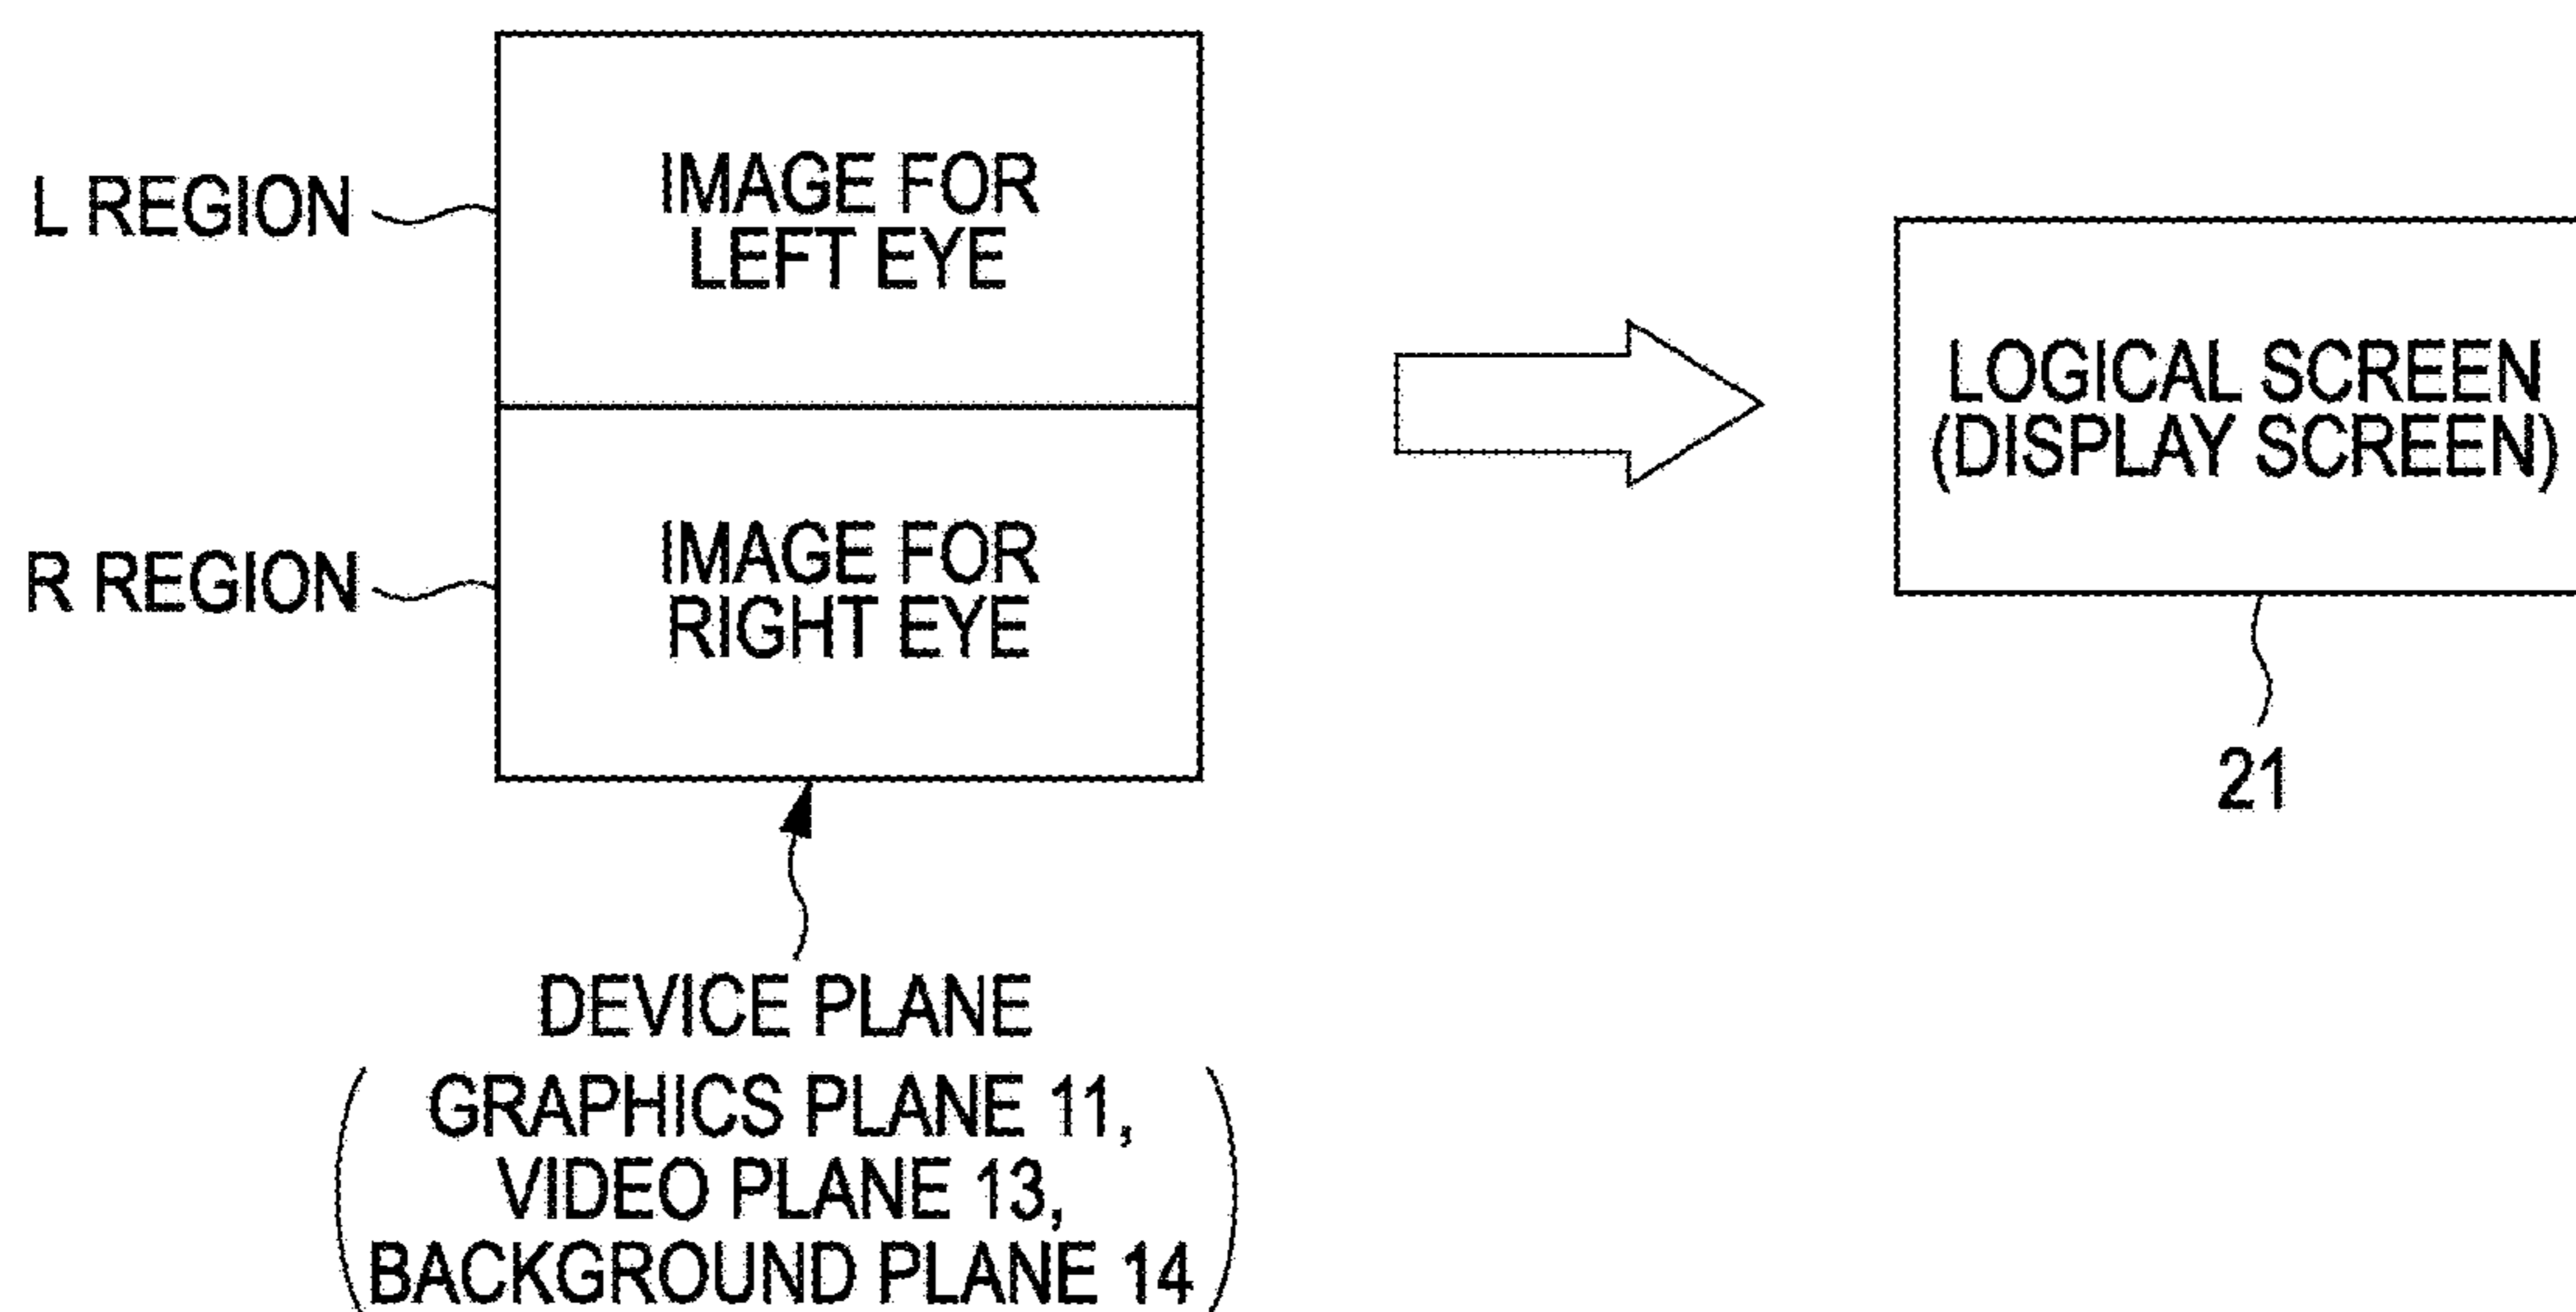 L REGION
IMAGE FOR
LEFT EYE
R REGION
IMAGE FOR
RIGHT EYE
LOGICAL SCREEN
(DISPLAY SCREEN)
21
DEVICE PLANE
(GRAPHICS PLANE 11,
VIDEO PLANE 13,
BACKGROUND PLANE 14)